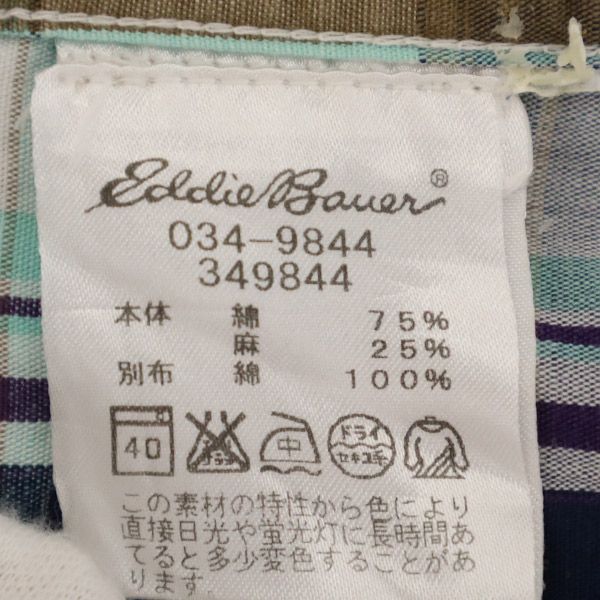 Eddie Bauer®
034-9844
349844
本体 綿 75%
麻 25%
別布 綿 100%
40 中 ドライ セキユ系
この素材の特性から色により
直接日光や蛍光灯に長時間あ
てると多少変色することがあ
ります。